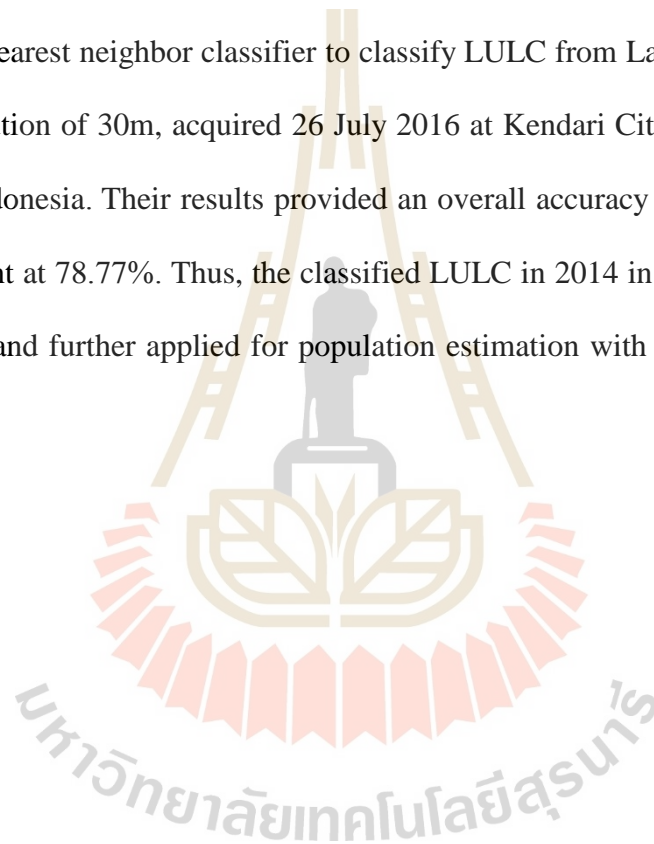 earest neighbor classifier to classify LULC from La
tion of 30m, acquired 26 July 2016 at Kendari Cit
donesia. Their results provided an overall accuracy
nt at 78.77%. Thus, the classified LULC in 2014 in
and further applied for population estimation with
มหาวิทยาลัยเทคโนโลยีสุรนารี